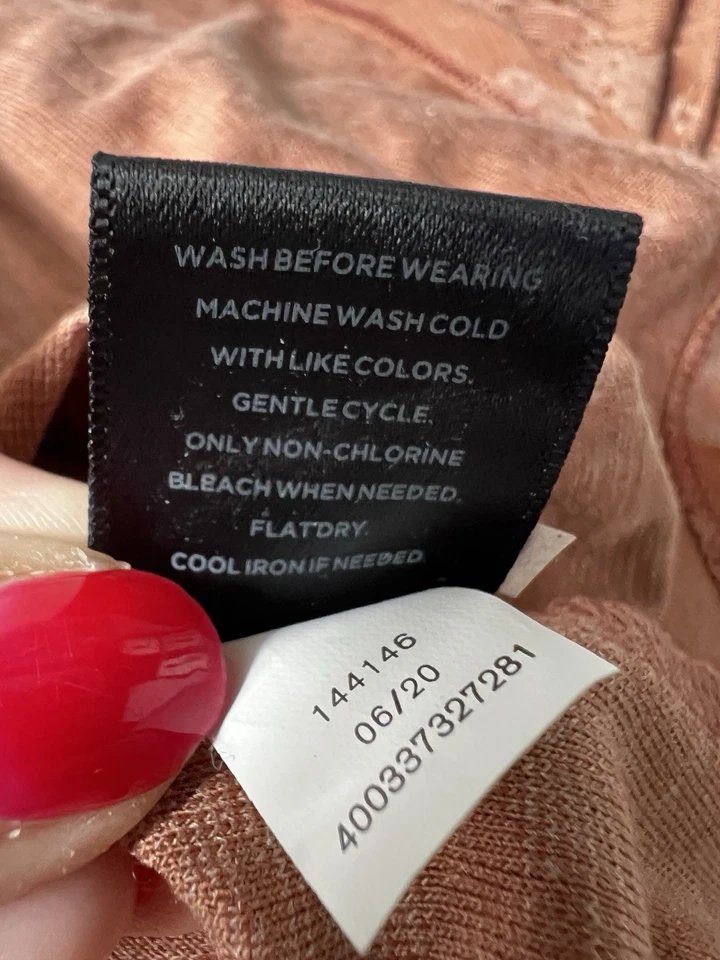 WASH BEFORE WEARING
MACHINE WASH COLD
WITH LIKE COLORS.
GENTLE CYCLE.
ONLY NON-CHLORINE
BLEACH WHEN NEEDED.
FLAT DRY.
COOL IRON IF NEEDED
144146
06/20
400337327281